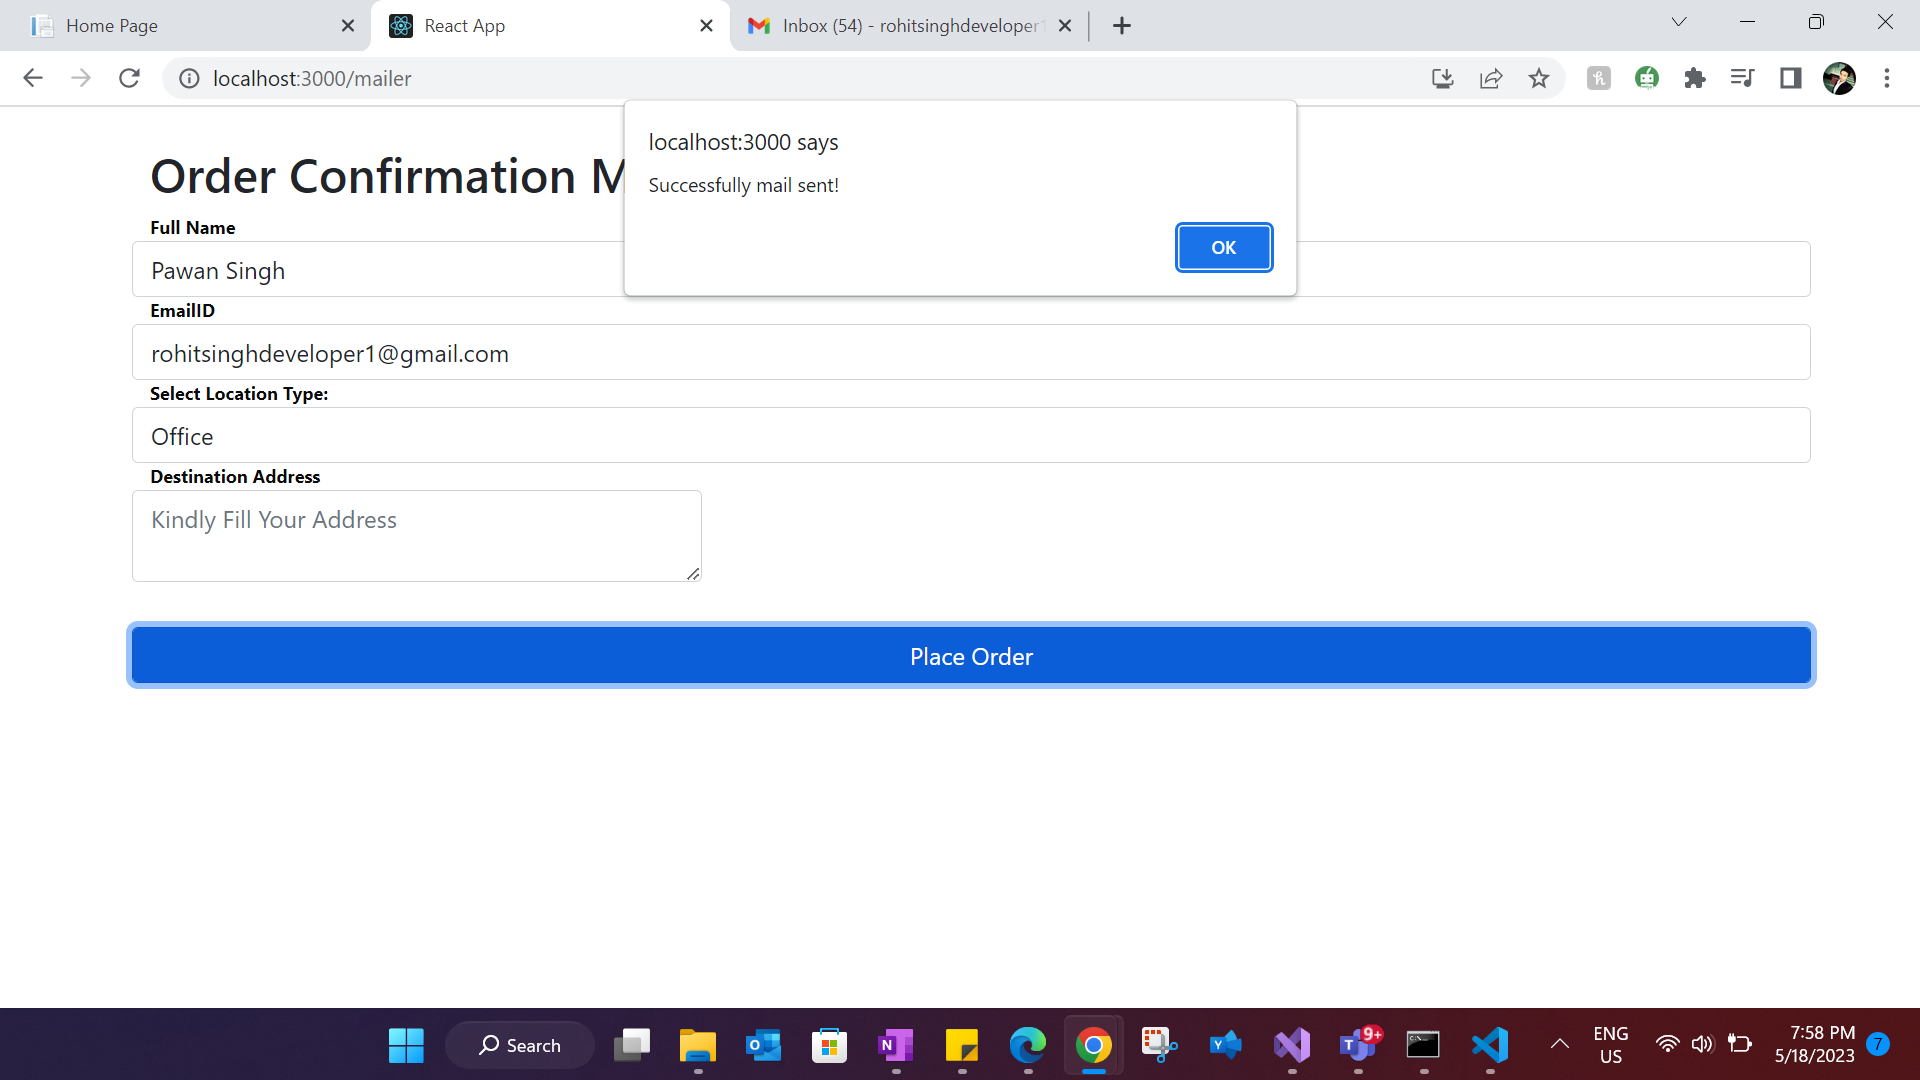 Home Page
React App
Inbox (54) - rohitsinghdeveloper1
localhost:3000/mailer
localhost:3000 says
Successfully mail sent!
OK
Order Confirmation M
Full Name
Pawan Singh
EmailID
rohitsinghdeveloper1@gmail.com
Select Location Type:
Office
Destination Address
Kindly Fill Your Address
Place Order
Search
9+
ENG
US
7:58 PM
5/18/2023
7